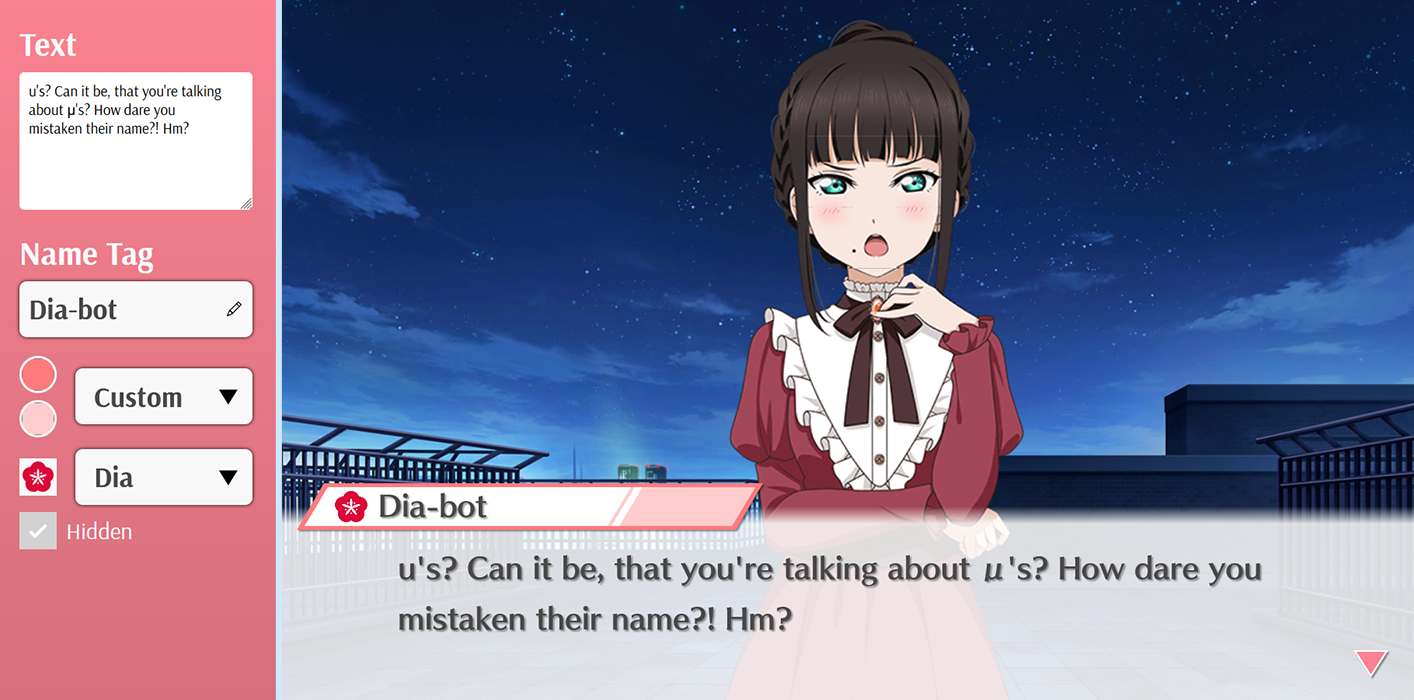 Text
u's? Can it be, that you're talking
about μ's? How dare you
mistaken their name?! Hm?
Name Tag
Dia-bot
Custom
Dia
Hidden
Dia-bot
u's? Can it be, that you're talking about μ's? How dare you
mistaken their name?! Hm?